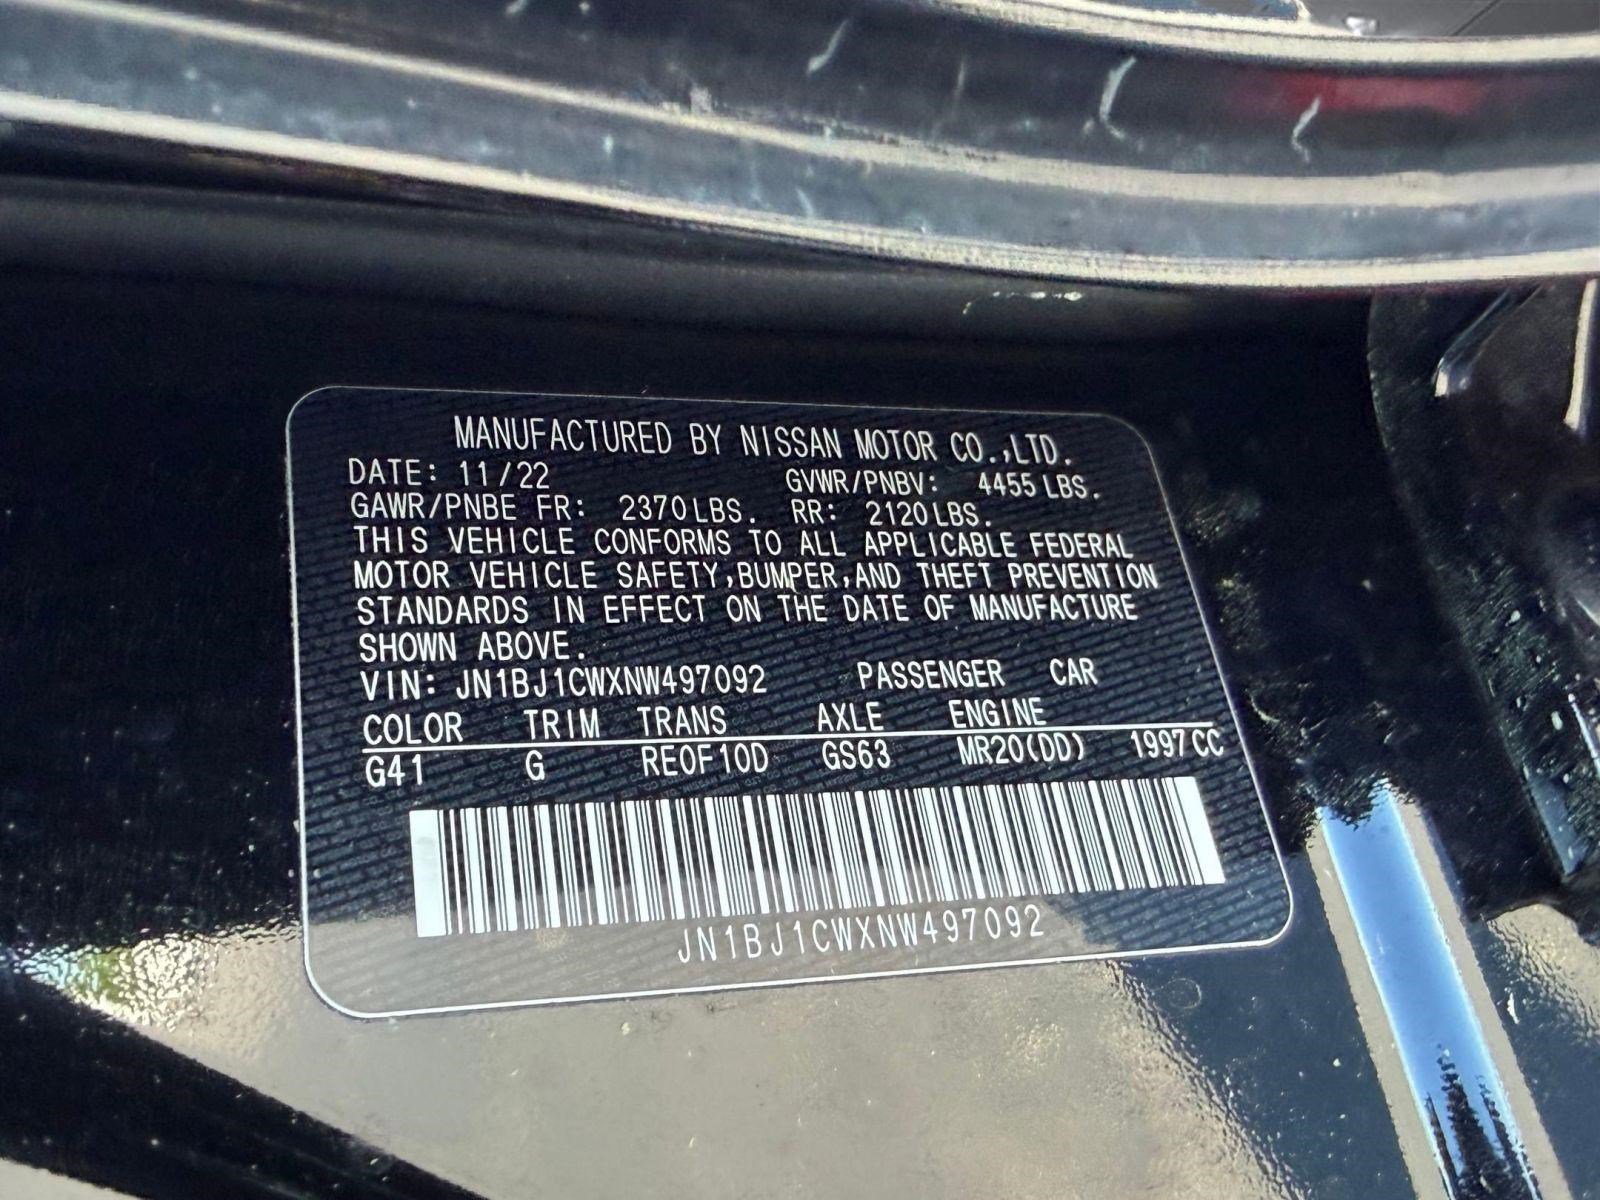 MANUFACTURED BY NISSAN MOTOR CO.,LTD.
DATE: 11/22 GVWR/PNBV: 4455 LBS.
GAWR/PNBE FR: 2370 LBS. RR: 2120 LBS.
THIS VEHICLE CONFORMS TO ALL APPLICABLE FEDERAL
MOTOR VEHICLE SAFETY,BUMPER,AND THEFT PREVENTION
STANDARDS IN EFFECT ON THE DATE OF MANUFACTURE
SHOWN ABOVE.
VIN: JN1BJ1CWXNW497092 PASSENGER CAR
COLOR TRIM TRANS AXLE ENGINE
G41 G RE0F10D GS63 MR20(DD) 1997CC
JN1BJ1CWXNW497092